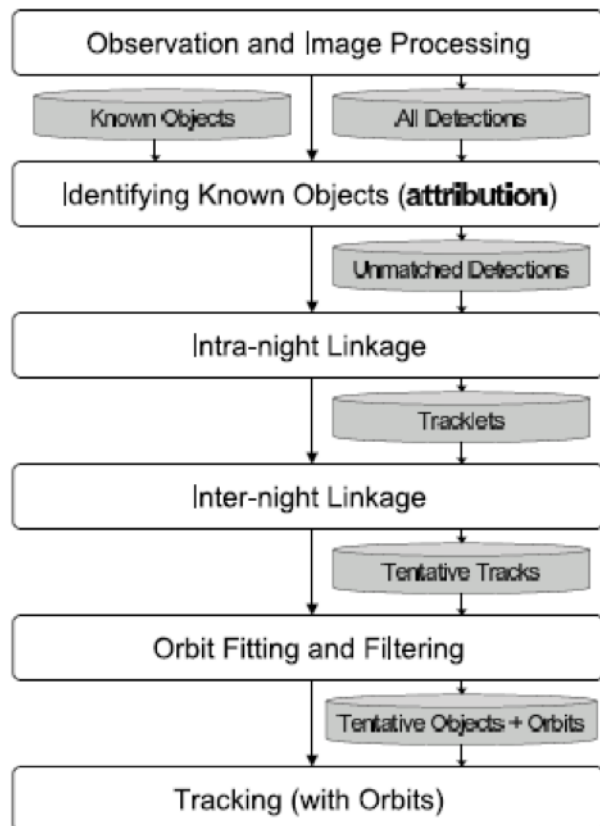 Observation and Image Processing
Known Objects
All Detections
Identifying Known Objects (attribution)
Unmatched Detections
Intra-night Linkage
Tracklets
Inter-night Linkage
Tentative Tracks
Orbit Fitting and Filtering
Tentative Objects + Orbits
Tracking (with Orbits)